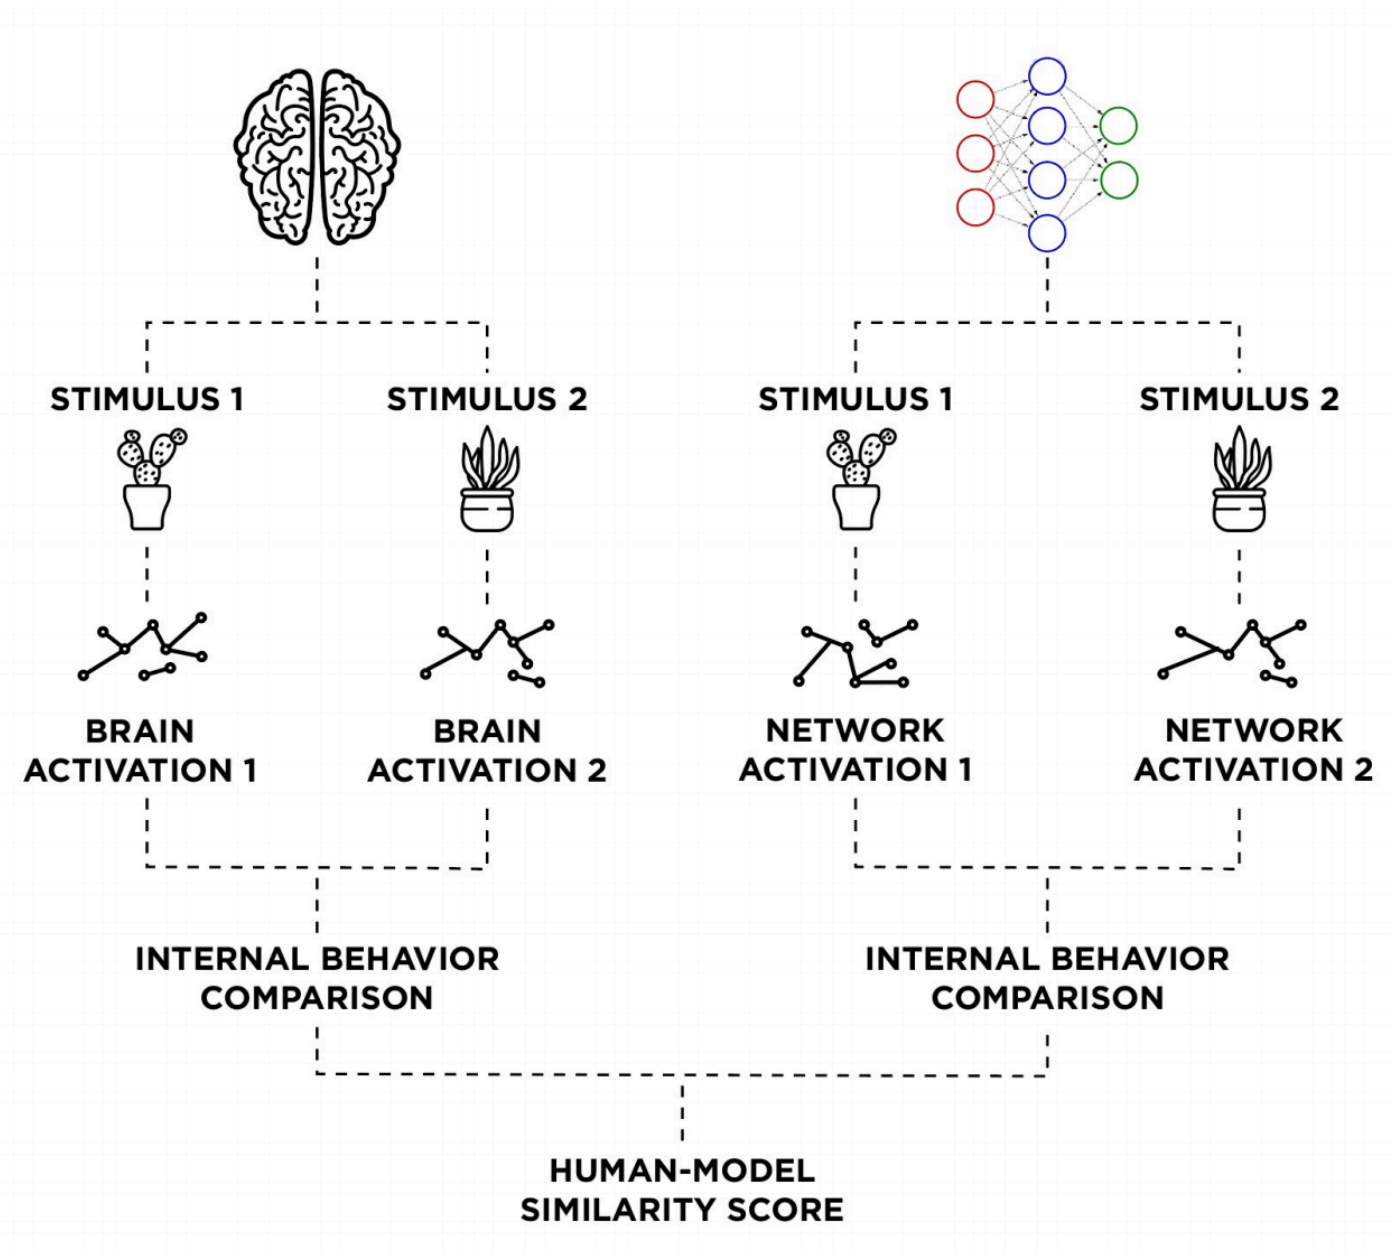 STIMULUS 1
STIMULUS 2
STIMULUS 1
STIMULUS 2
BRAIN
ACTIVATION 1
BRAIN
ACTIVATION 2
NETWORK
ACTIVATION 1
NETWORK
ACTIVATION 2
INTERNAL BEHAVIOR
COMPARISON
INTERNAL BEHAVIOR
COMPARISON
HUMAN-MODEL
SIMILARITY SCORE